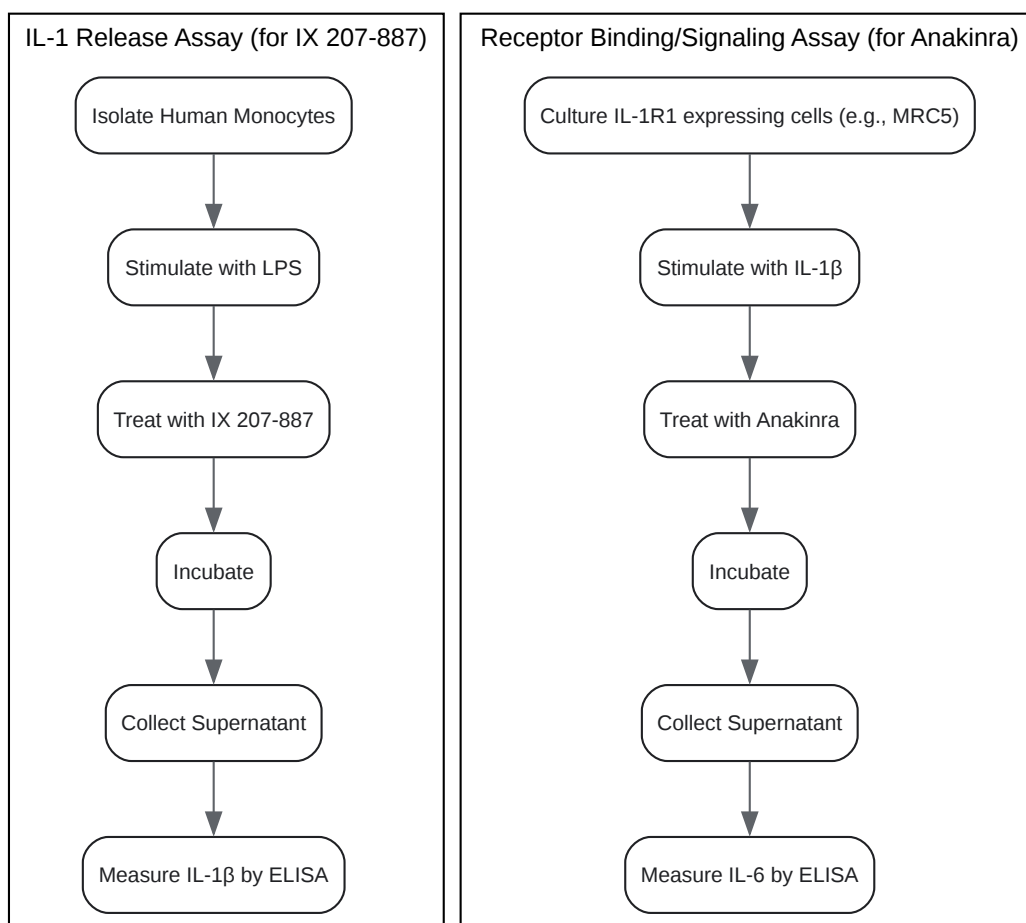 IL-1 Release Assay (for IX 207-887)
Isolate Human Monocytes
Stimulate with LPS
Treat with IX 207-887
Incubate
Collect Supernatant
Measure IL-1β by ELISA
Receptor Binding/Signaling Assay (for Anakinra)
Culture IL-1R1 expressing cells (e.g., MRC5)
Stimulate with IL-1β
Treat with Anakinra
Incubate
Collect Supernatant
Measure IL-6 by ELISA